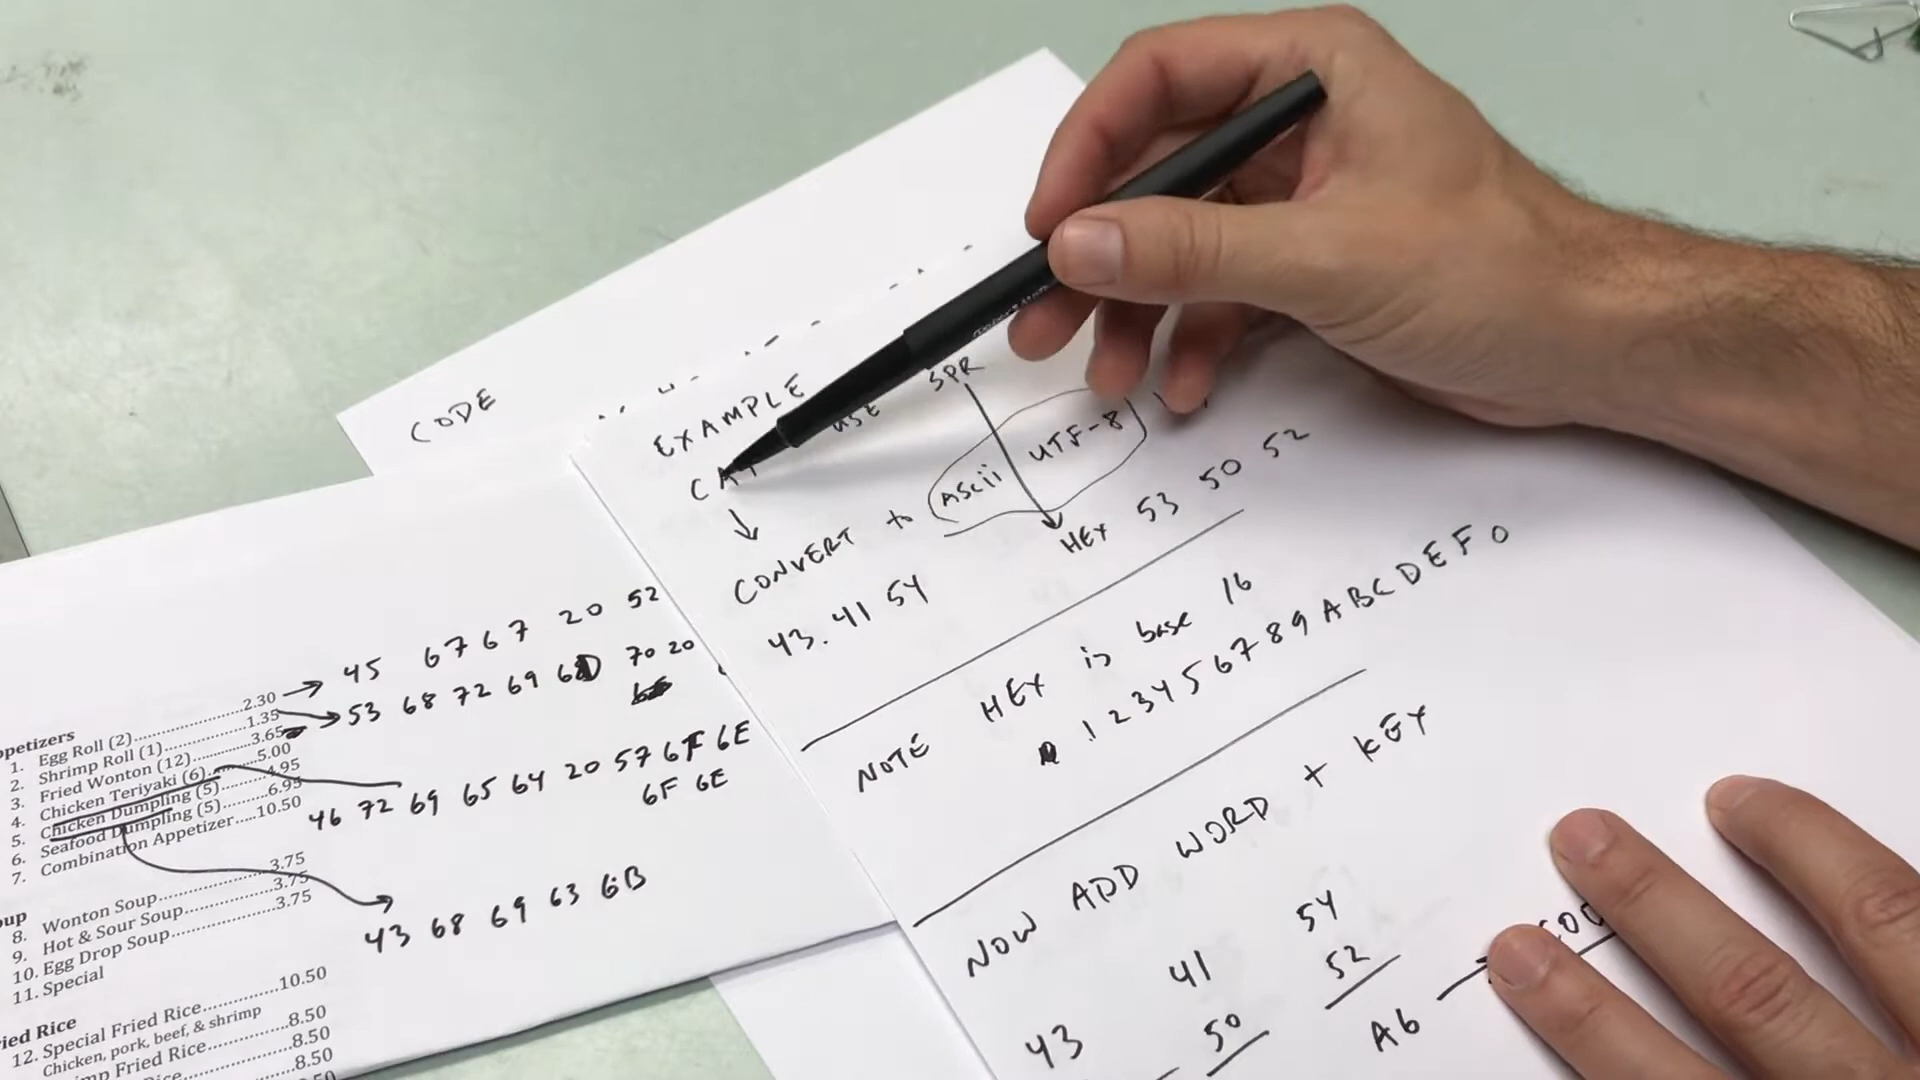 CODE
EXAMPLE
USE SPR
CAT
CONVERT to ASCii UTF-8
HEX 53 50 52
43. 41 54
NOTE HEX is base 16
1 2 3 4 5 6 7 8 9 A B C D E F 0
NOW ADD WORD + KEY
43 41 54
50 52
A6
45 67 67 20 52
53 68 72 69 6D 70 20
46 72 69 65 64 20 57 6F 6E
6F 6E
43 68 69 63 6B
ppetizers
1. Egg Roll (2)........................2.30
2. Shrimp Roll (1)...................1.35
3. Fried Wonton (12)..............3.65
4. Chicken Teriyaki (6)...........5.00
5. Chicken Dumpling (5)........4.95
6. Seafood Dumpling (5)........6.95
7. Combination Appetizer.....10.50
oup
8. Wonton Soup....................3.75
9. Hot & Sour Soup...............3.75
10. Egg Drop Soup................3.75
11. Special
ied Rice
12. Special Fried Rice..............10.50
Chicken, pork, beef, & shrimp
mp Fried Rice..............8.50
8.50
8.50